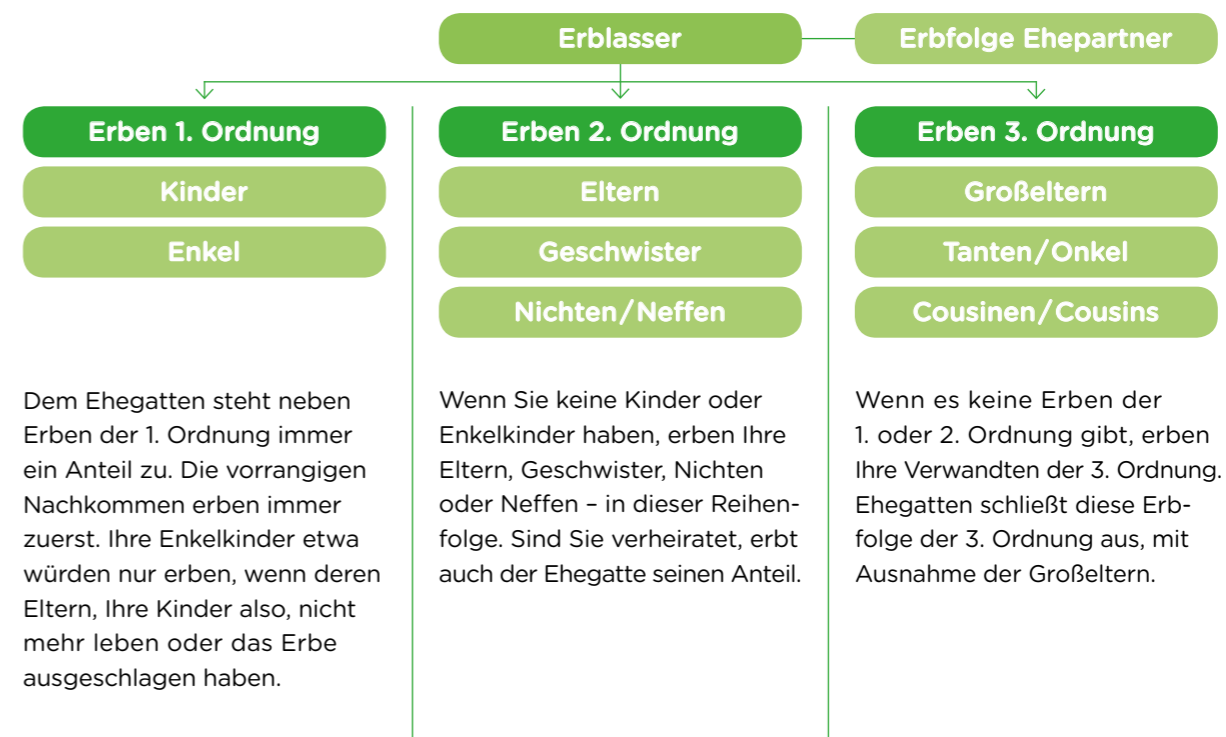 Erblasser
Erbfolge Ehepartner
Erben 1. Ordnung
Kinder
Enkel
Dem Ehegatten steht neben
Erben der 1. Ordnung immer
ein Anteil zu. Die vorrangigen
Nachkommen erben immer
zuerst. Ihre Enkelkinder etwa
würden nur erben, wenn deren
Eltern, Ihre Kinder also, nicht
mehr leben oder das Erbe
ausgeschlagen haben.
Erben 2. Ordnung
Eltern
Geschwister
Nichten/Neffen
Wenn Sie keine Kinder oder
Enkelkinder haben, erben Ihre
Eltern, Geschwister, Nichten
oder Neffen – in dieser Reihen-
folge. Sind Sie verheiratet, erbt
auch der Ehegatte seinen Anteil.
Erben 3. Ordnung
Großeltern
Tanten/Onkel
Cousinen/Cousins
Wenn es keine Erben der
1. oder 2. Ordnung gibt, erben
Ihre Verwandten der 3. Ordnung.
Ehegatten schließt diese Erb-
folge der 3. Ordnung aus, mit
Ausnahme der Großeltern.